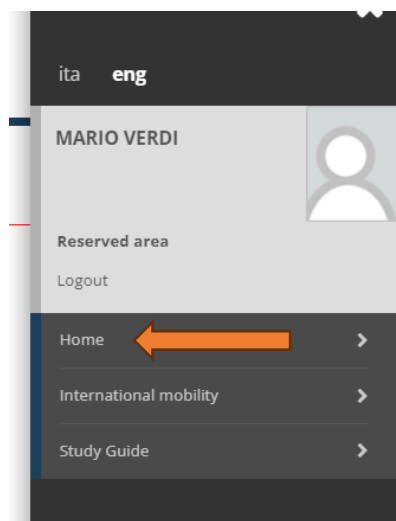 ita eng
MARIO VERDI
Reserved area
Logout
Home
International mobility
Study Guide